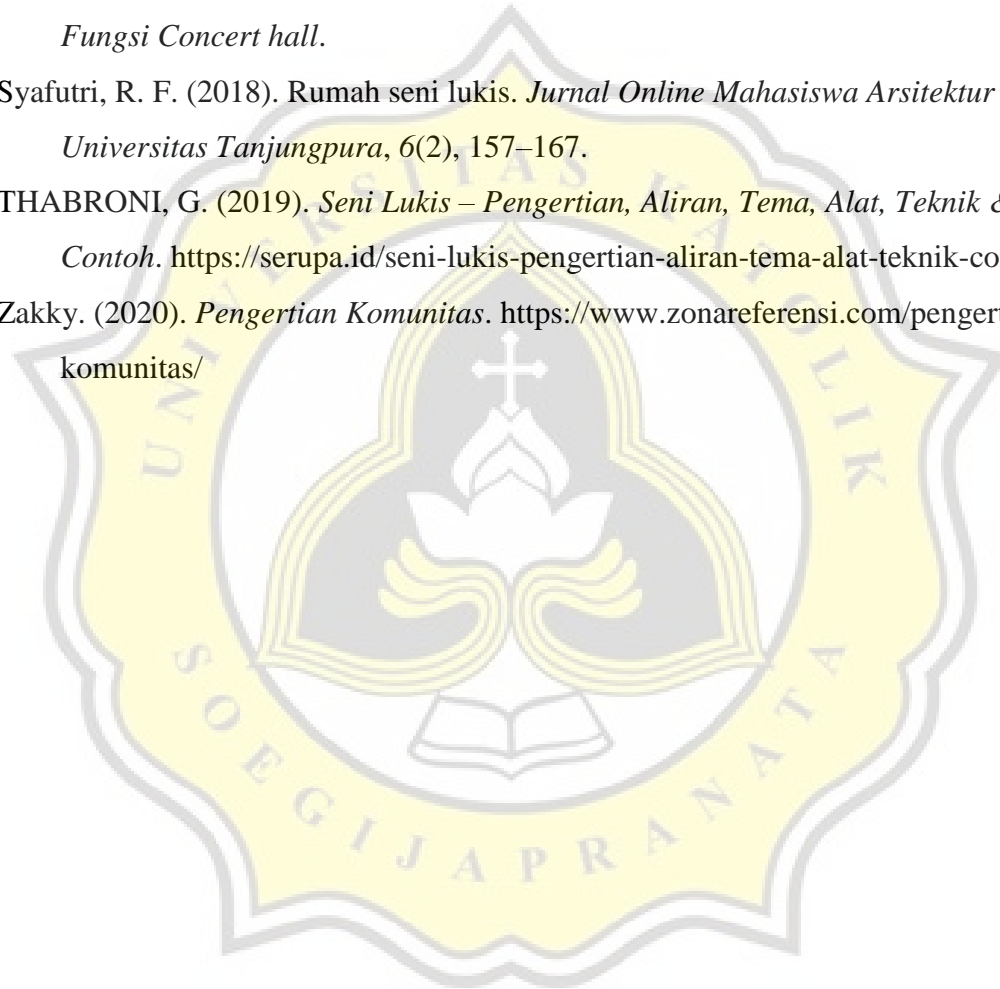 Fungsi Concert hall.
Syafutri, R. F. (2018). Rumah seni lukis. Jurnal Online Mahasiswa Arsitektur
Universitas Tanjungpura, 6(2), 157–167.
THABRONI, G. (2019). Seni Lukis – Pengertian, Aliran, Tema, Alat, Teknik &
Contoh. https://serupa.id/seni-lukis-pengertian-aliran-tema-alat-teknik-co
Zakky. (2020). Pengertian Komunitas. https://www.zonareferensi.com/pengert
komunitas/
UNIVERSITAS KATOLIK
SOEGIJAPRANATA